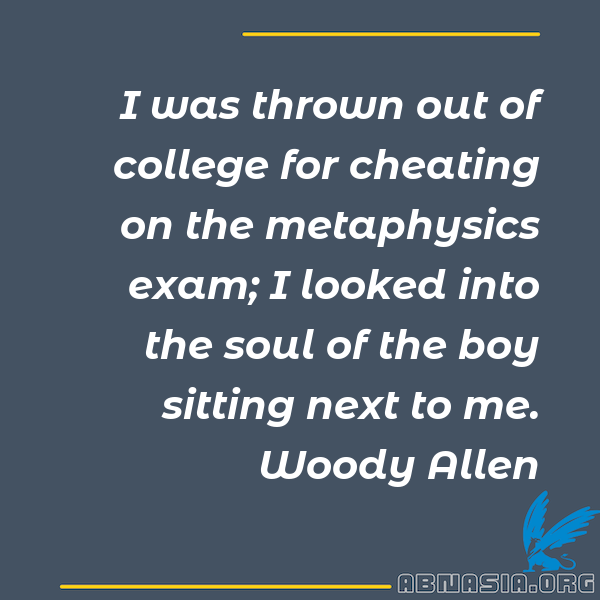 I was thrown out of
college for cheating
on the metaphysics
exam; I looked into
the soul of the boy
sitting next to me.
Woody Allen
ABNASIA.ORG